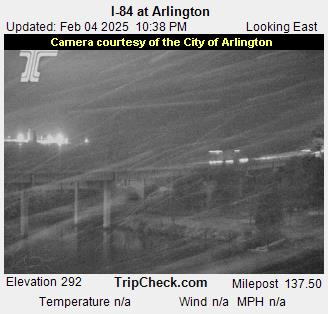 I-84 at Arlington
Updated: Feb 04 2025 10:38 PM Looking East
Camera courtesy of the City of Arlington
Elevation 292 TripCheck.com Milepost 137.50
Temperature n/a Wind n/a MPH n/a